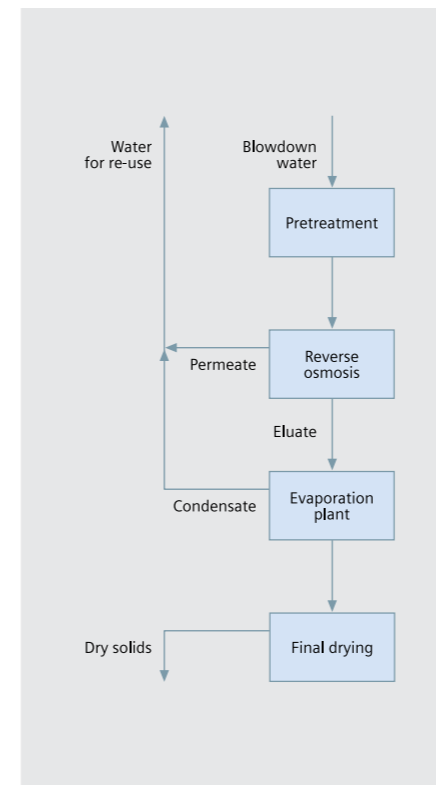 Water
for re-use
Blowdown
water
Pretreatment
Reverse
osmosis
Permeate
Eluate
Evaporation
plant
Condensate
Final drying
Dry solids